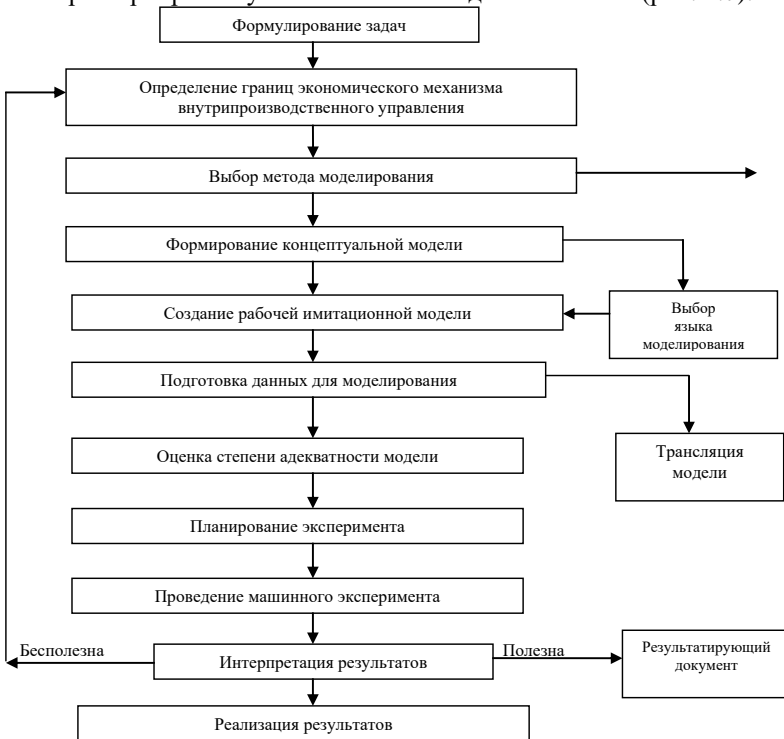 Формулирование задач
Определение границ экономического механизма
внутрипроизводственного управления
Выбор метода моделирования
Формирование концептуальной модели
Создание рабочей имитационной модели
Выбор
языка
моделирования
Подготовка данных для моделирования
Оценка степени адекватности модели
Трансляция
модели
Планирование эксперимента
Проведение машинного эксперимента
Бесполезна
Интерпретация результатов
Полезна
Результатирующий
документ
Реализация результатов